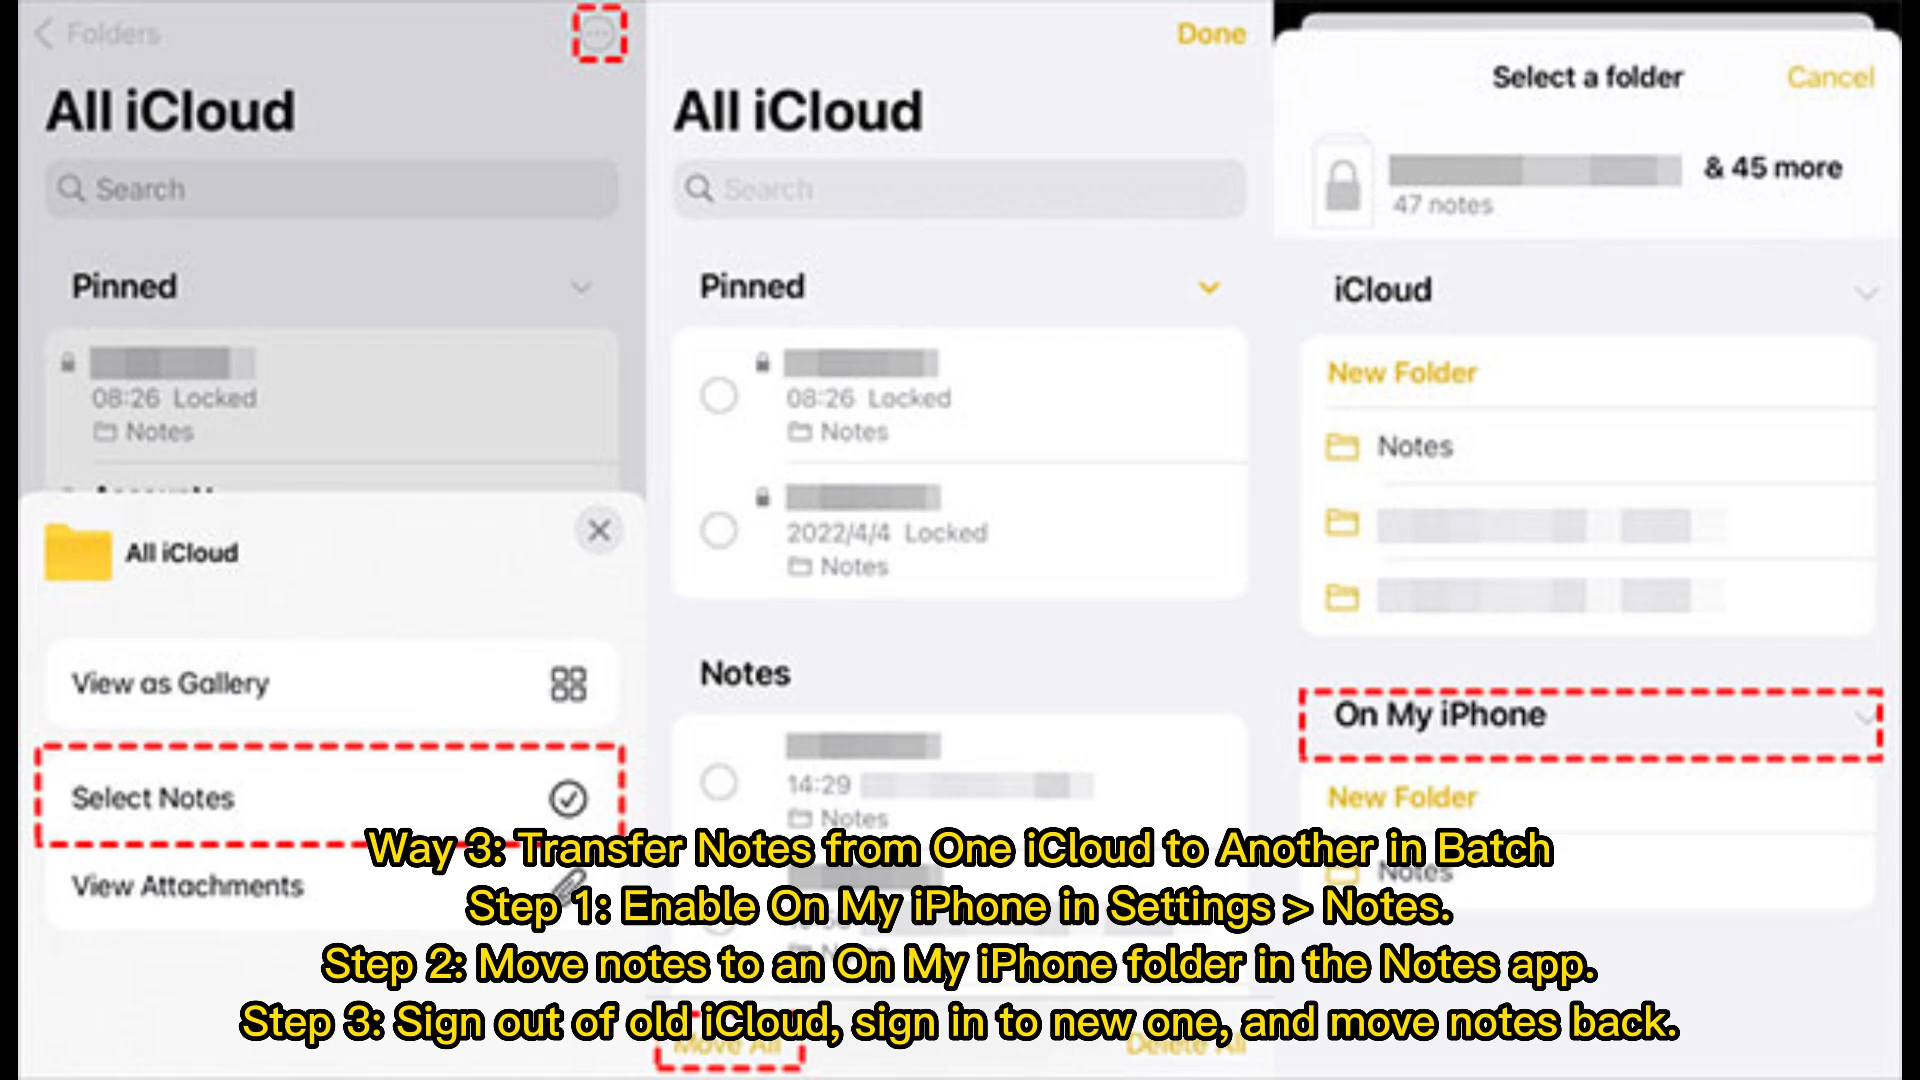 Folders
All iCloud
Search
Pinned
08:26 Locked
Notes
All iCloud
View as Gallery
Select Notes
View Attachments
Done
All iCloud
Search
Pinned
08:26 Locked
Notes
2022/4/4 Locked
Notes
Notes
14:29
Notes
Move All
Delete All
Select a folder
Cancel
& 45 more
47 notes
iCloud
New Folder
Notes
On My iPhone
New Folder
Notes
Way 3: Transfer Notes from One iCloud to Another in Batch
Step 1: Enable On My iPhone in Settings > Notes.
Step 2: Move notes to an On My iPhone folder in the Notes app.
Step 3: Sign out of old iCloud, sign in to new one, and move notes back.